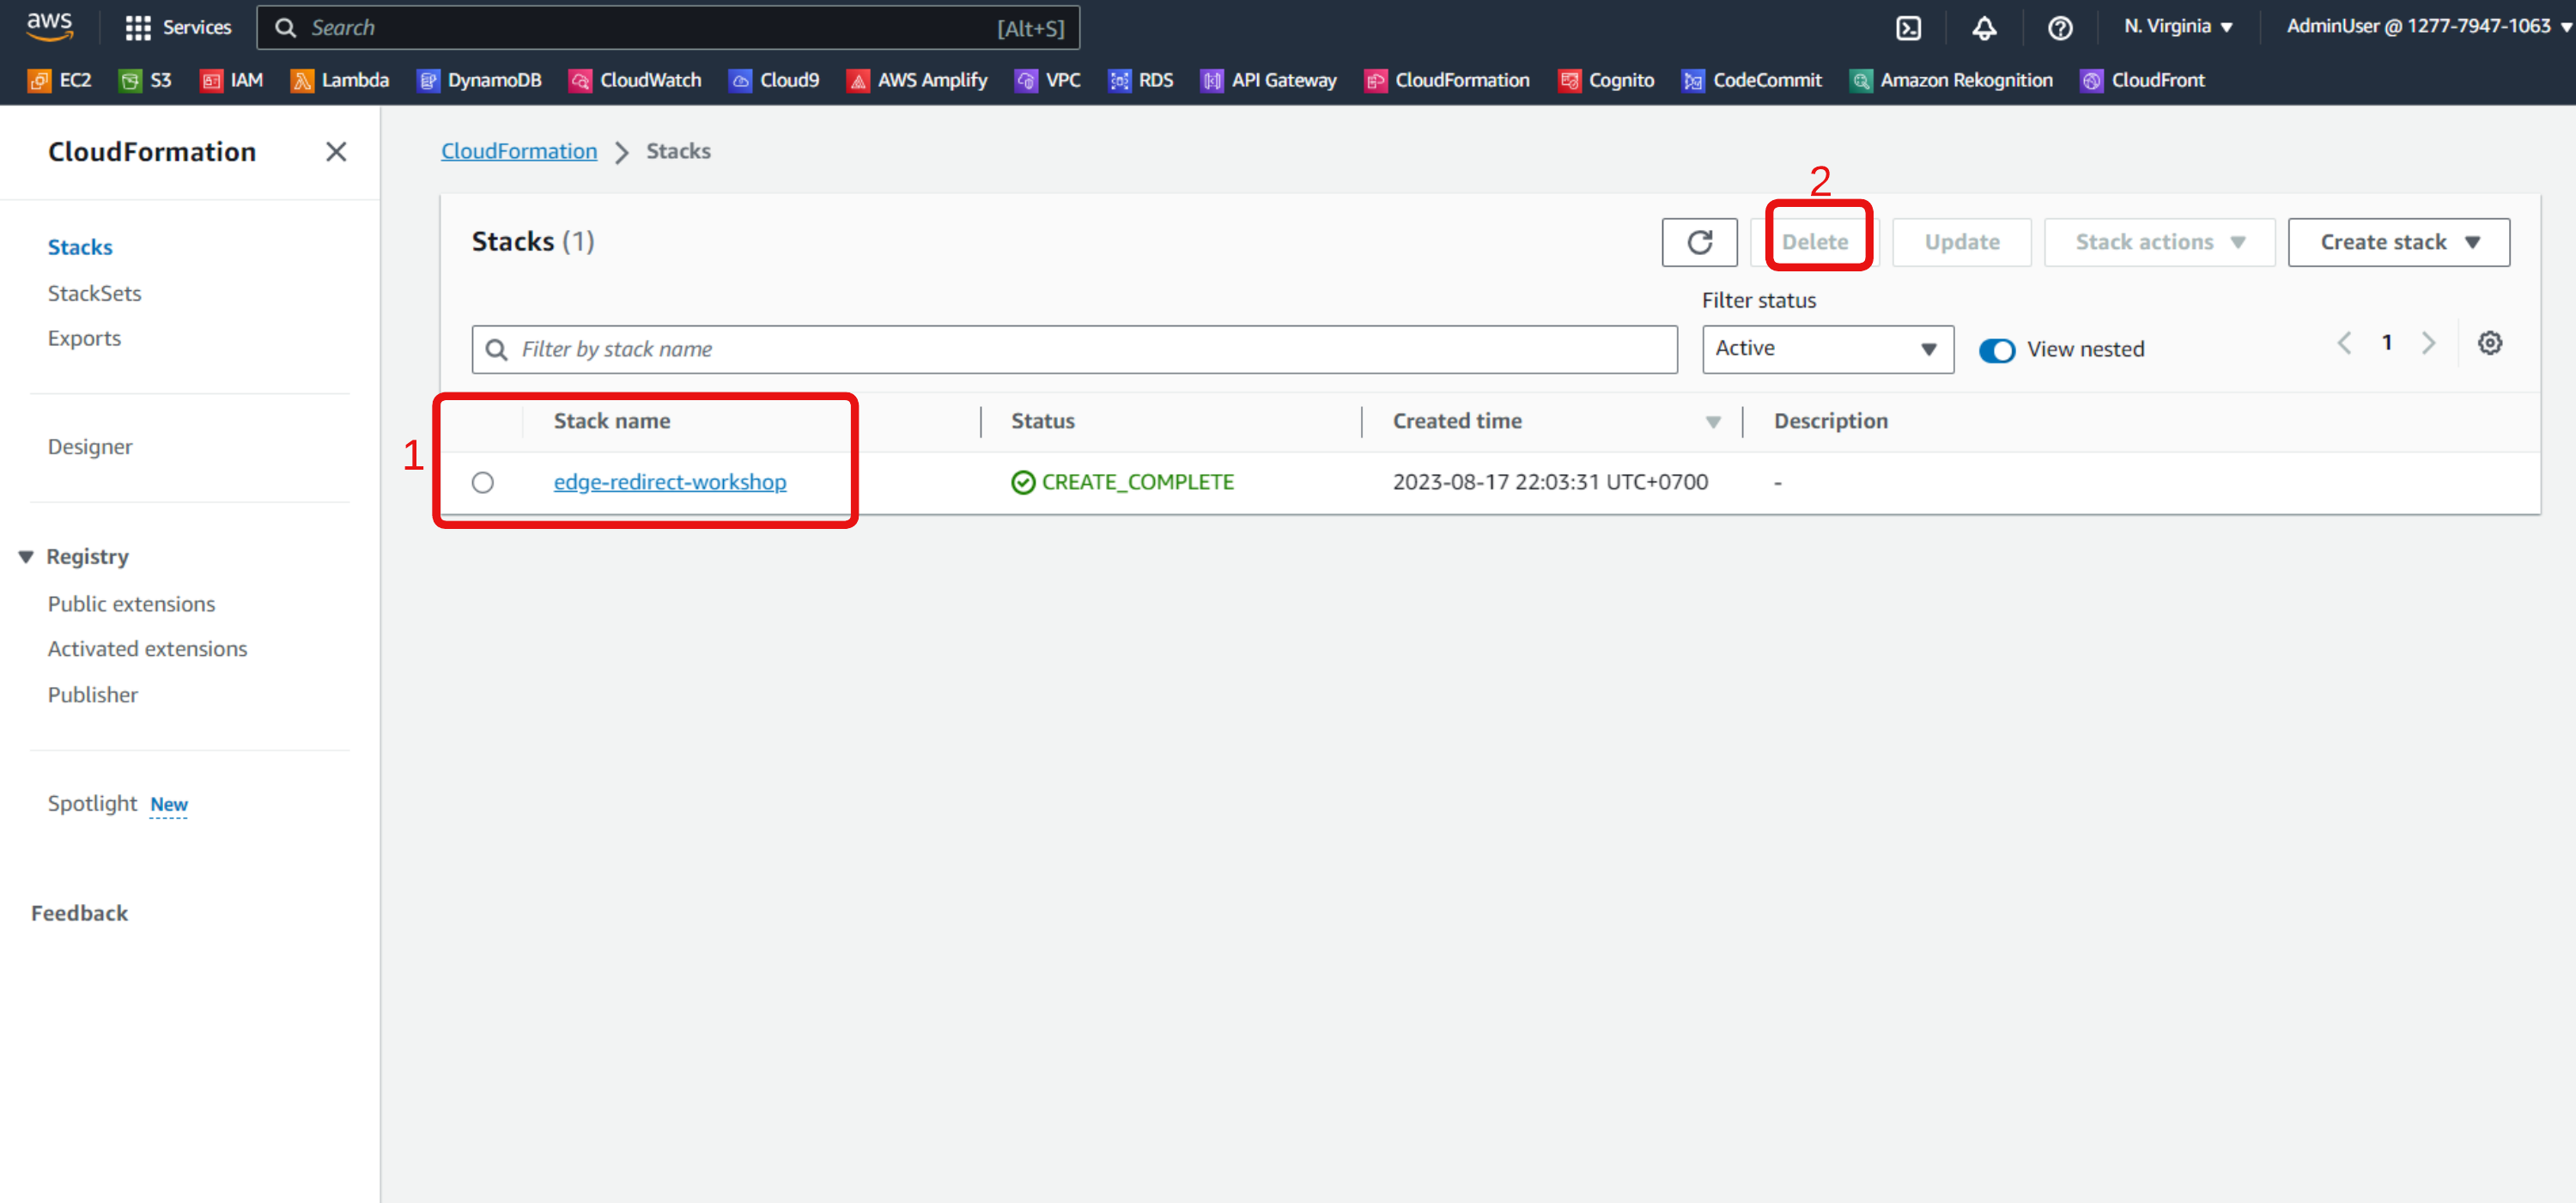 aws
Services
Search
[Alt+S]
N. Virginia
AdminUser @ 1277-7947-1063
EC2
S3
IAM
Lambda
DynamoDB
CloudWatch
Cloud9
AWS Amplify
VPC
RDS
API Gateway
CloudFormation
Cognito
CodeCommit
Amazon Rekognition
CloudFront
CloudFormation
Stacks
StackSets
Exports
Designer
Registry
Public extensions
Activated extensions
Publisher
Spotlight New
Feedback
CloudFormation > Stacks
2
Stacks (1)
Delete
Update
Stack actions
Create stack
Filter status
Filter by stack name
Active
View nested
1
1
Stack name
Status
Created time
Description
edge-redirect-workshop
CREATE_COMPLETE
2023-08-17 22:03:31 UTC+0700
-